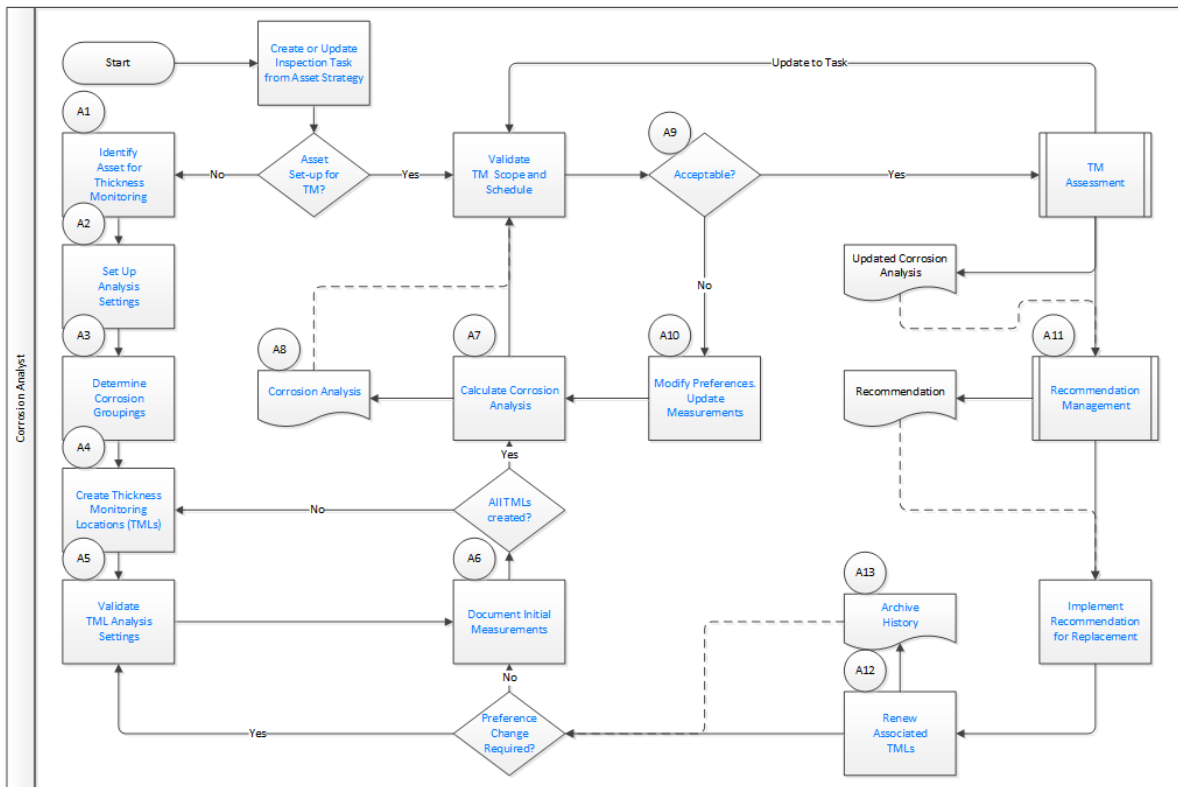 Corrosion Analyst
Start
Create or Update
Inspection Task
from Asset Strategy
Update to Task
A1
Identify
Asset for
Thickness
Monitoring
No
Asset
Set-up for
TM?
Yes
Validate
TM Scope and
Schedule
A9
Acceptable?
Yes
TM
Assessment
A2
Set Up
Analysis
Settings
No
Updated Corrosion
Analysis
A3
Determine
Corrosion
Groupings
A8
Corrosion Analysis
A7
Calculate Corrosion
Analysis
A10
Modify Preferences.
Update
Measurements
Recommendation
A11
Recommendation
Management
A4
Create Thickness
Monitoring
Locations (TMLs)
No
Yes
All TMLs
created?
A5
Validate
TML Analysis
Settings
A6
Document Initial
Measurements
A13
Archive
History
Implement
Recommendation
for Replacement
Yes
No
Preference
Change
Required?
A12
Renew
Associated
TMLs